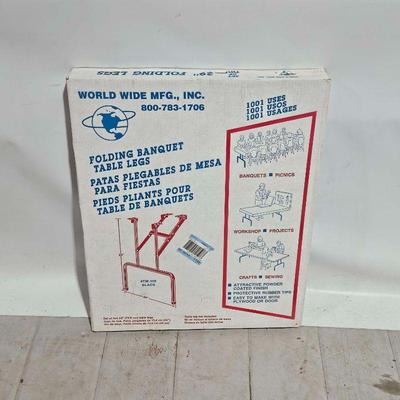 29" FOLDING LEGS
WORLD WIDE MFG., INC.
800-783-1706
1001 USES
1001 USOS
1001 USAGES
FOLDING BANQUET
TABLE LEGS
PATAS PLEGABLES DE MESA
PARA FIESTAS
PIEDS PLIANTS POUR
TABLE DE BANQUETS
BLACK
BANQUETS ■ PICNICS
WORKSHOP ■ PROJECTS
CRAFTS ■ SEWING
■ ATTRACTIVE POWDER
COATED FINISH
■ PROTECTIVE RUBBER TIPS
■ EASY TO MAKE WITH
PLYWOOD OR DOOR